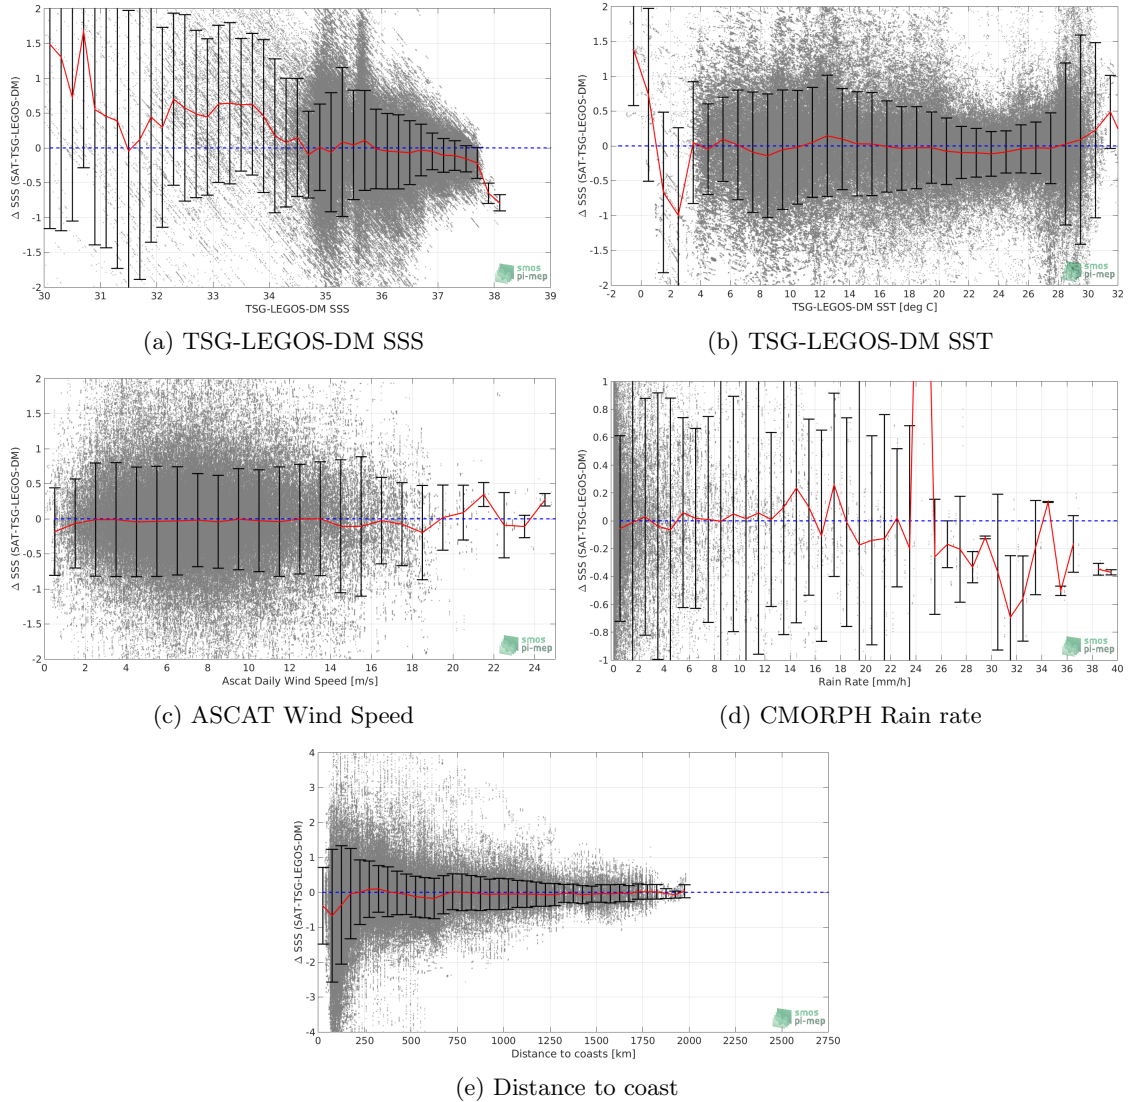 2
1.5
1
0.5
0
-0.5
-1
-1.5
-2
Δ SSS (SAT-TSG-LEGOS-DM)
30 31 32 33 34 35 36 37 38 39
TSG-LEGOS-DM SSS
smos
pi-mep
(a) TSG-LEGOS-DM SSS
2
1.5
1
0.5
0
-0.5
-1
-1.5
-2
Δ SSS (SAT-TSG-LEGOS-DM)
-2 0 2 4 6 8 10 12 14 16 18 20 22 24 26 28 30 32
TSG-LEGOS-DM SST [deg C]
smos
pi-mep
(b) TSG-LEGOS-DM SST
2
1.5
1
0.5
0
-0.5
-1
-1.5
-2
Δ SSS (SAT-TSG-LEGOS-DM)
0 2 4 6 8 10 12 14 16 18 20 22 24
Ascat Daily Wind Speed [m/s]
smos
pi-mep
(c) ASCAT Wind Speed
1
0.8
0.6
0.4
0.2
0
-0.2
-0.4
-0.6
-0.8
-1
Δ SSS (SAT-TSG-LEGOS-DM)
0 2 4 6 8 10 12 14 16 18 20 22 24 26 28 30 32 34 36 38 40
Rain Rate [mm/h]
smos
pi-mep
(d) CMORPH Rain rate
4
3
2
1
0
-1
-2
-3
-4
Δ SSS (SAT-TSG-LEGOS-DM)
0 250 500 750 1000 1250 1500 1750 2000 2250 2500 2750
Distance to coasts [km]
smos
pi-mep
(e) Distance to coast